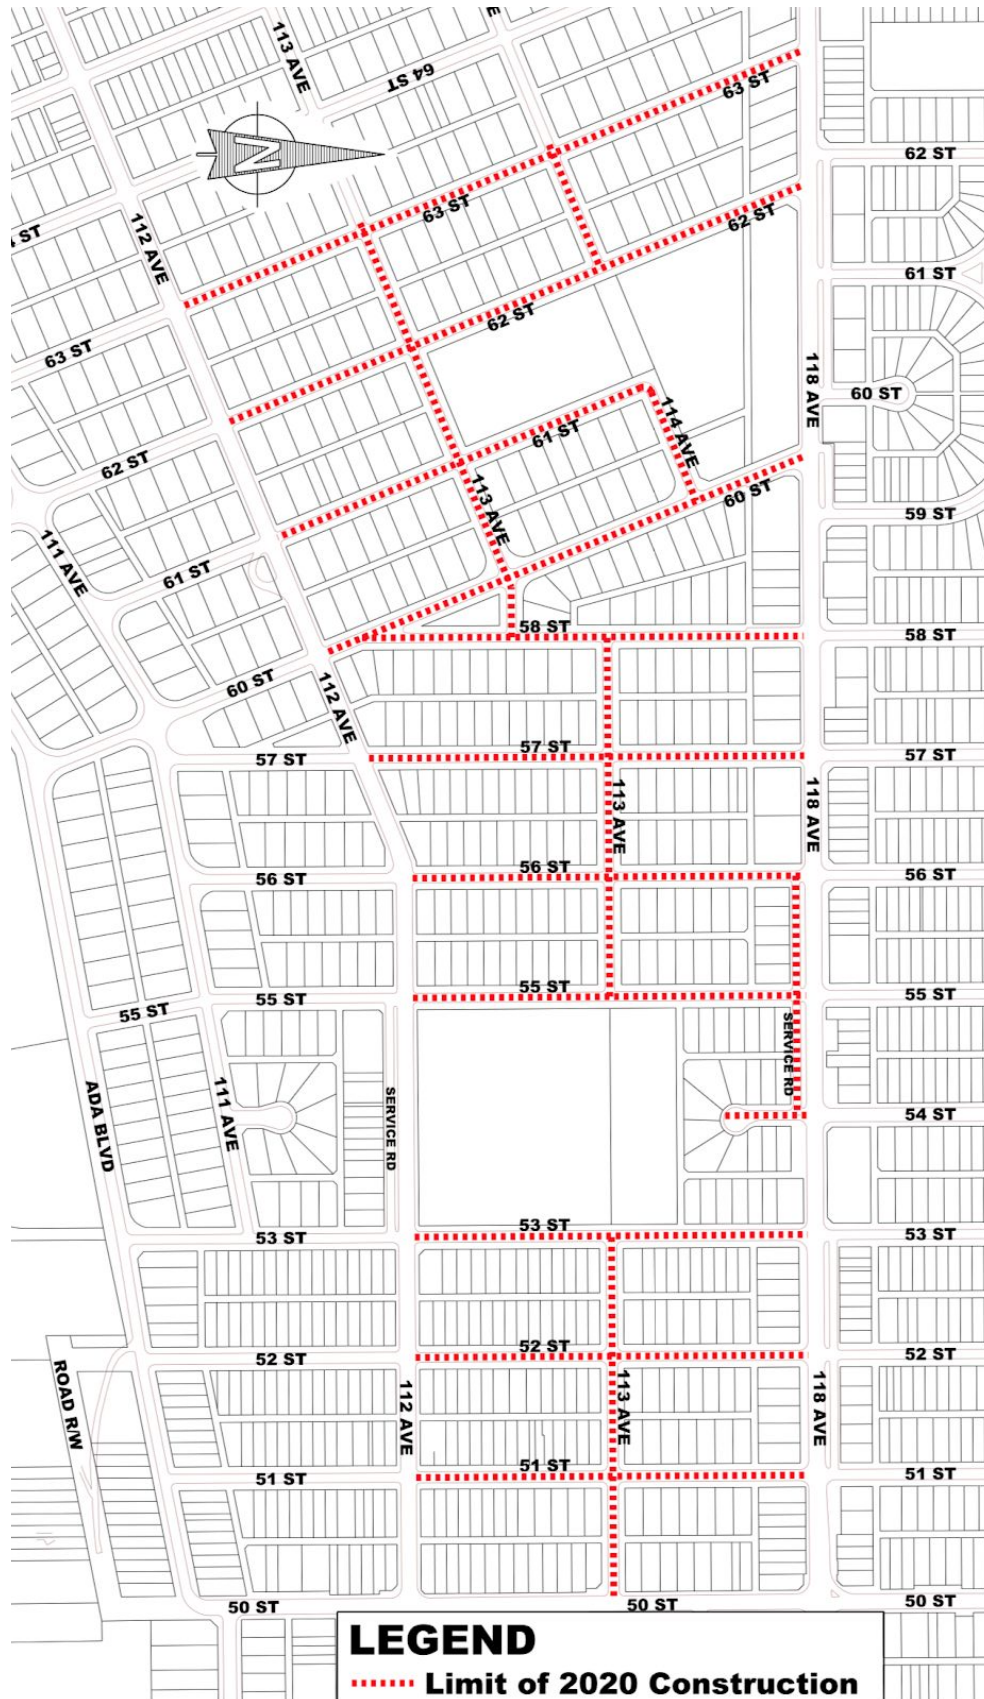 113 AVE
64 ST
63 ST
62 ST
N
63 ST
62 ST
ST
112 AVE
61 ST
62 ST
63 ST
118 AVE
60 ST
114 AVE
61 ST
62 ST
113 AVE
60 ST
59 ST
111 AVE
61 ST
58 ST
58 ST
60 ST
112 AVE
57 ST
57 ST
57 ST
113 AVE
118 AVE
56 ST
56 ST
56 ST
55 ST
55 ST
55 ST
55 ST
SERVICE RD
ADA BLVD
111 AVE
SERVICE RD
54 ST
53 ST
53 ST
53 ST
52 ST
52 ST
52 ST
ROAD R/W
112 AVE
113 AVE
118 AVE
51 ST
51 ST
51 ST
50 ST
50 ST
50 ST
LEGEND
Limit of 2020 Construction